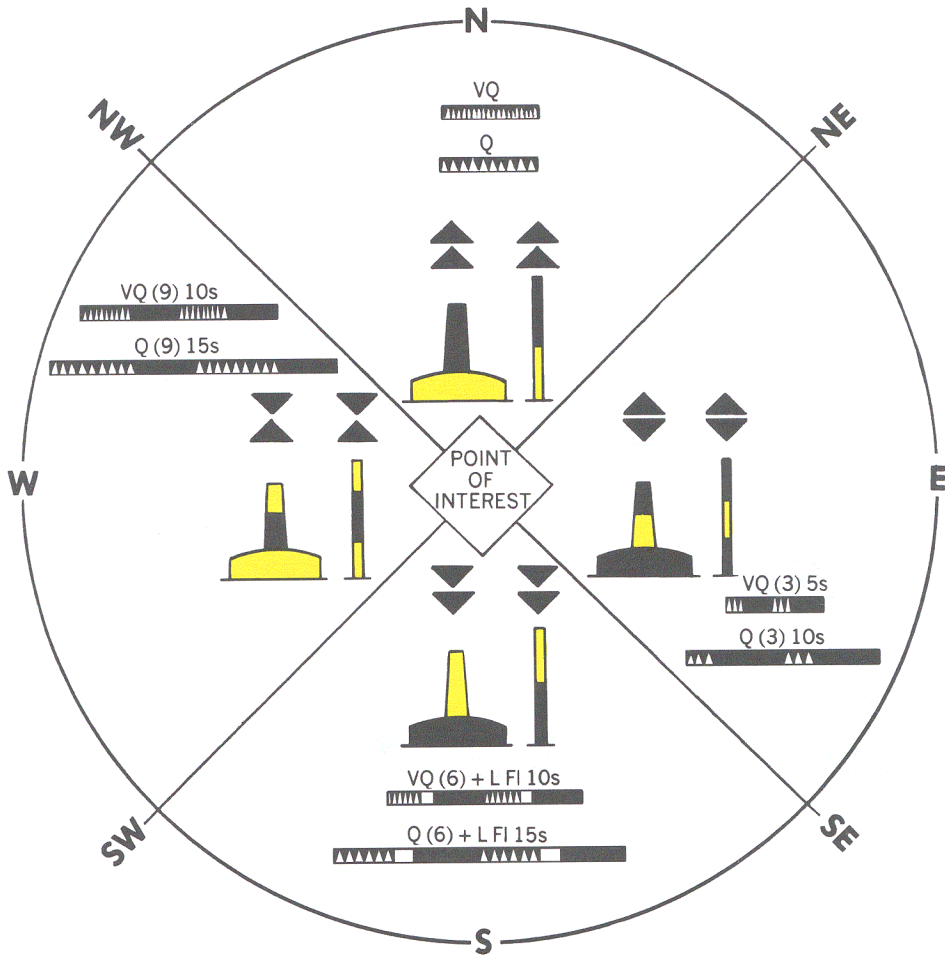 N
NW
NE
VQ
Q
VQ (9) 10s
Q (9) 15s
W
POINT
OF
INTEREST
E
VQ (3) 5s
Q (3) 10s
VQ (6) + L Fl 10s
Q (6) + L Fl 15s
SW
SE
S